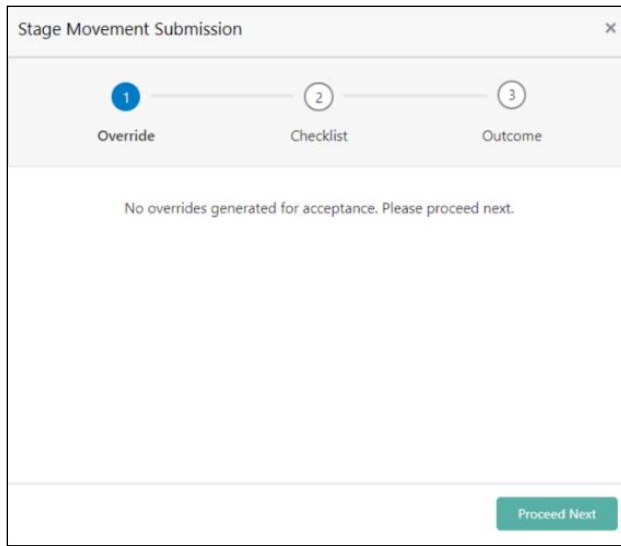 Stage Movement Submission ×
1 2 3
Override Checklist Outcome
No overrides generated for acceptance. Please proceed next.
Proceed Next